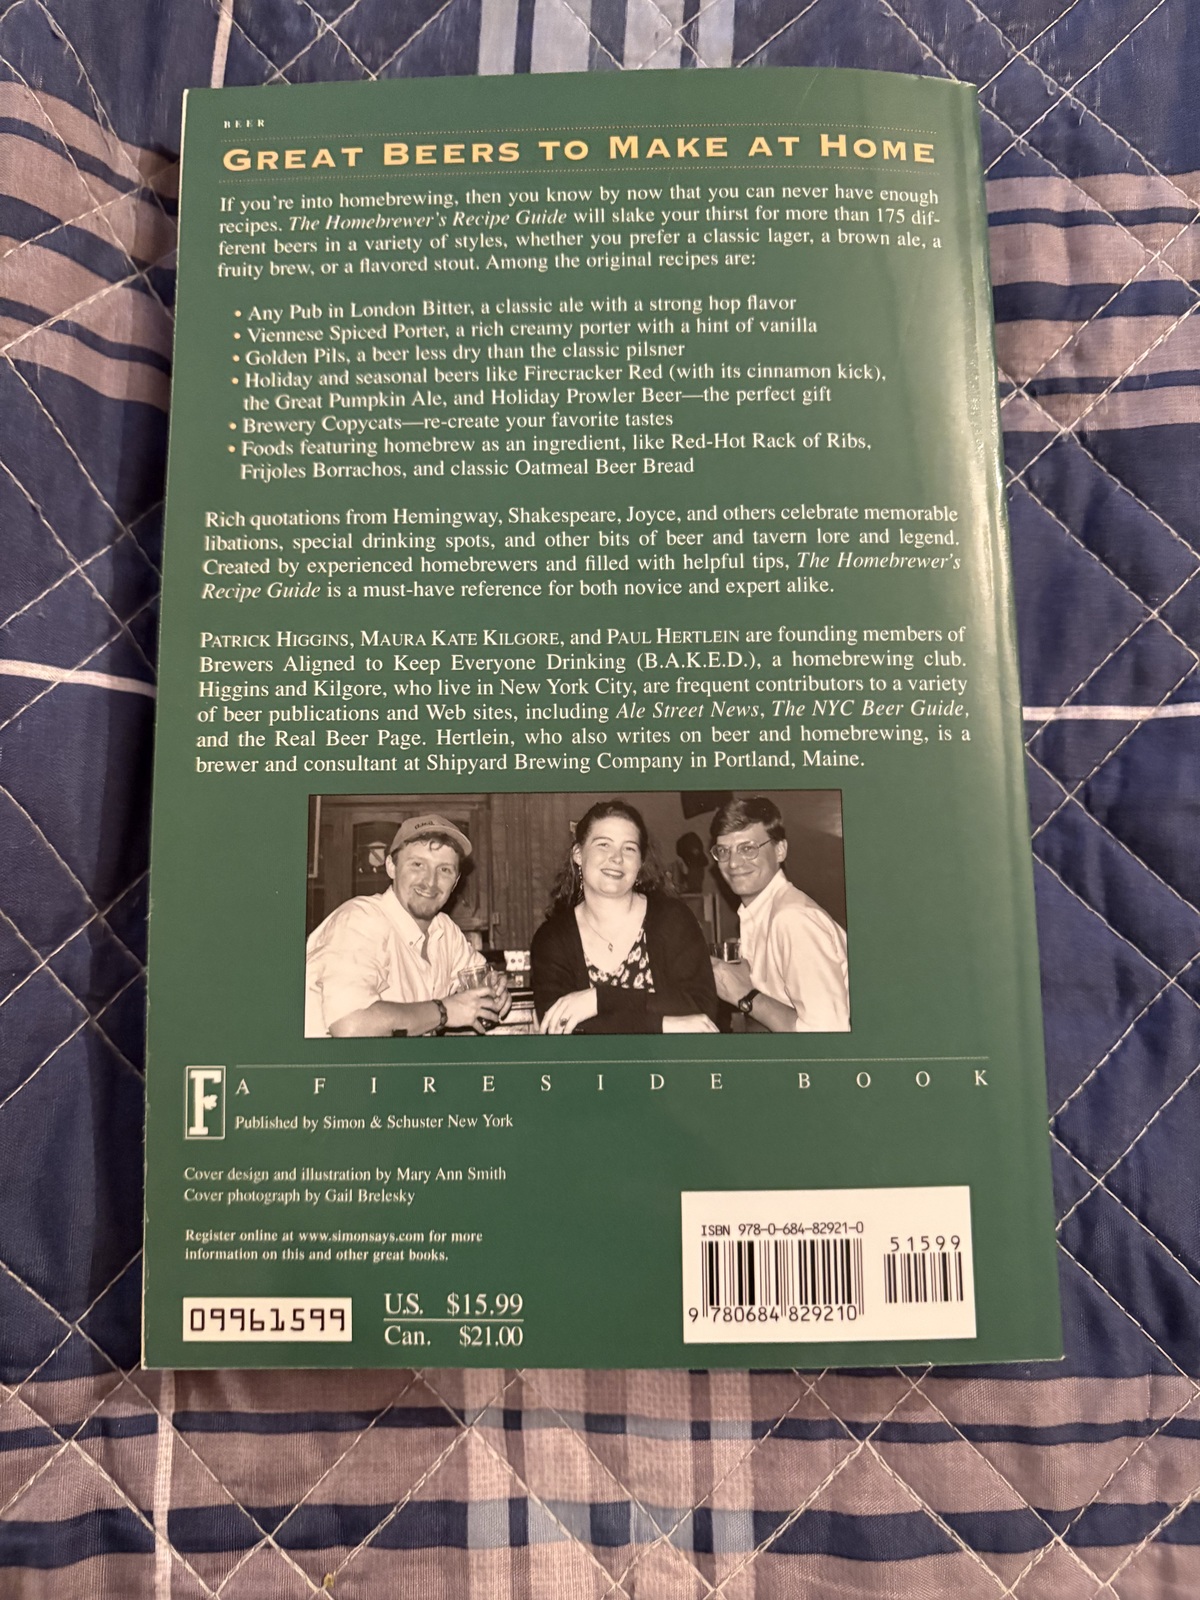 BEER
GREAT BEERS TO MAKE AT HOME
If you're into homebrewing, then you know by now that you can never have enough
recipes. The Homebrewer's Recipe Guide will slake your thirst for more than 175 dif-
ferent beers in a variety of styles, whether you prefer a classic lager, a brown ale, a
fruity brew, or a flavored stout. Among the original recipes are:
• Any Pub in London Bitter, a classic ale with a strong hop flavor
• Viennese Spiced Porter, a rich creamy porter with a hint of vanilla
• Golden Pils, a beer less dry than the classic pilsner
• Holiday and seasonal beers like Firecracker Red (with its cinnamon kick),
the Great Pumpkin Ale, and Holiday Prowler Beer—the perfect gift
• Brewery Copycats—re-create your favorite tastes
• Foods featuring homebrew as an ingredient, like Red-Hot Rack of Ribs,
Frijoles Borrachos, and classic Oatmeal Beer Bread
Rich quotations from Hemingway, Shakespeare, Joyce, and others celebrate memorable
libations, special drinking spots, and other bits of beer and tavern lore and legend.
Created by experienced homebrewers and filled with helpful tips, The Homebrewer's
Recipe Guide is a must-have reference for both novice and expert alike.
PATRICK HIGGINS, MAURA KATE KILGORE, and PAUL HERTLEIN are founding members of
Brewers Aligned to Keep Everyone Drinking (B.A.K.E.D.), a homebrewing club.
Higgins and Kilgore, who live in New York City, are frequent contributors to a variety
of beer publications and Web sites, including Ale Street News, The NYC Beer Guide,
and the Real Beer Page. Hertlein, who also writes on beer and homebrewing, is a
brewer and consultant at Shipyard Brewing Company in Portland, Maine.
F A FIRESIDE BOOK
Published by Simon & Schuster New York
Cover design and illustration by Mary Ann Smith
Cover photograph by Gail Brelesky
Register online at www.simonsays.com for more
information on this and other great books.
09961599
U.S. $15.99
Can. $21.00
ISBN 978-0-684-82921-0
51599
9 780684 829210